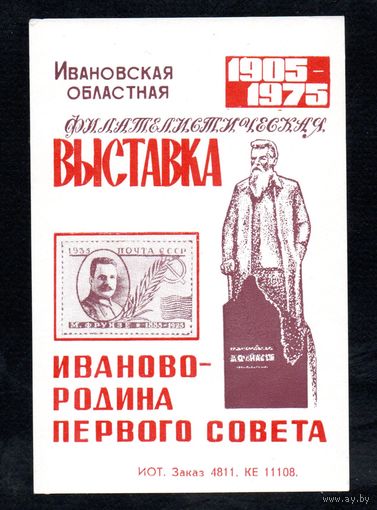 Ивановская
областная
1905-
1975
филателистическая
ВЫСТАВКА
1935 ПОЧТА СССР
М. ФРУНЗЕ 1885-1925
ИВАНОВО-
РОДИНА
ПЕРВОГО СОВЕТА
ИОТ. Заказ 4811. КЕ 11108.
www.ay.by